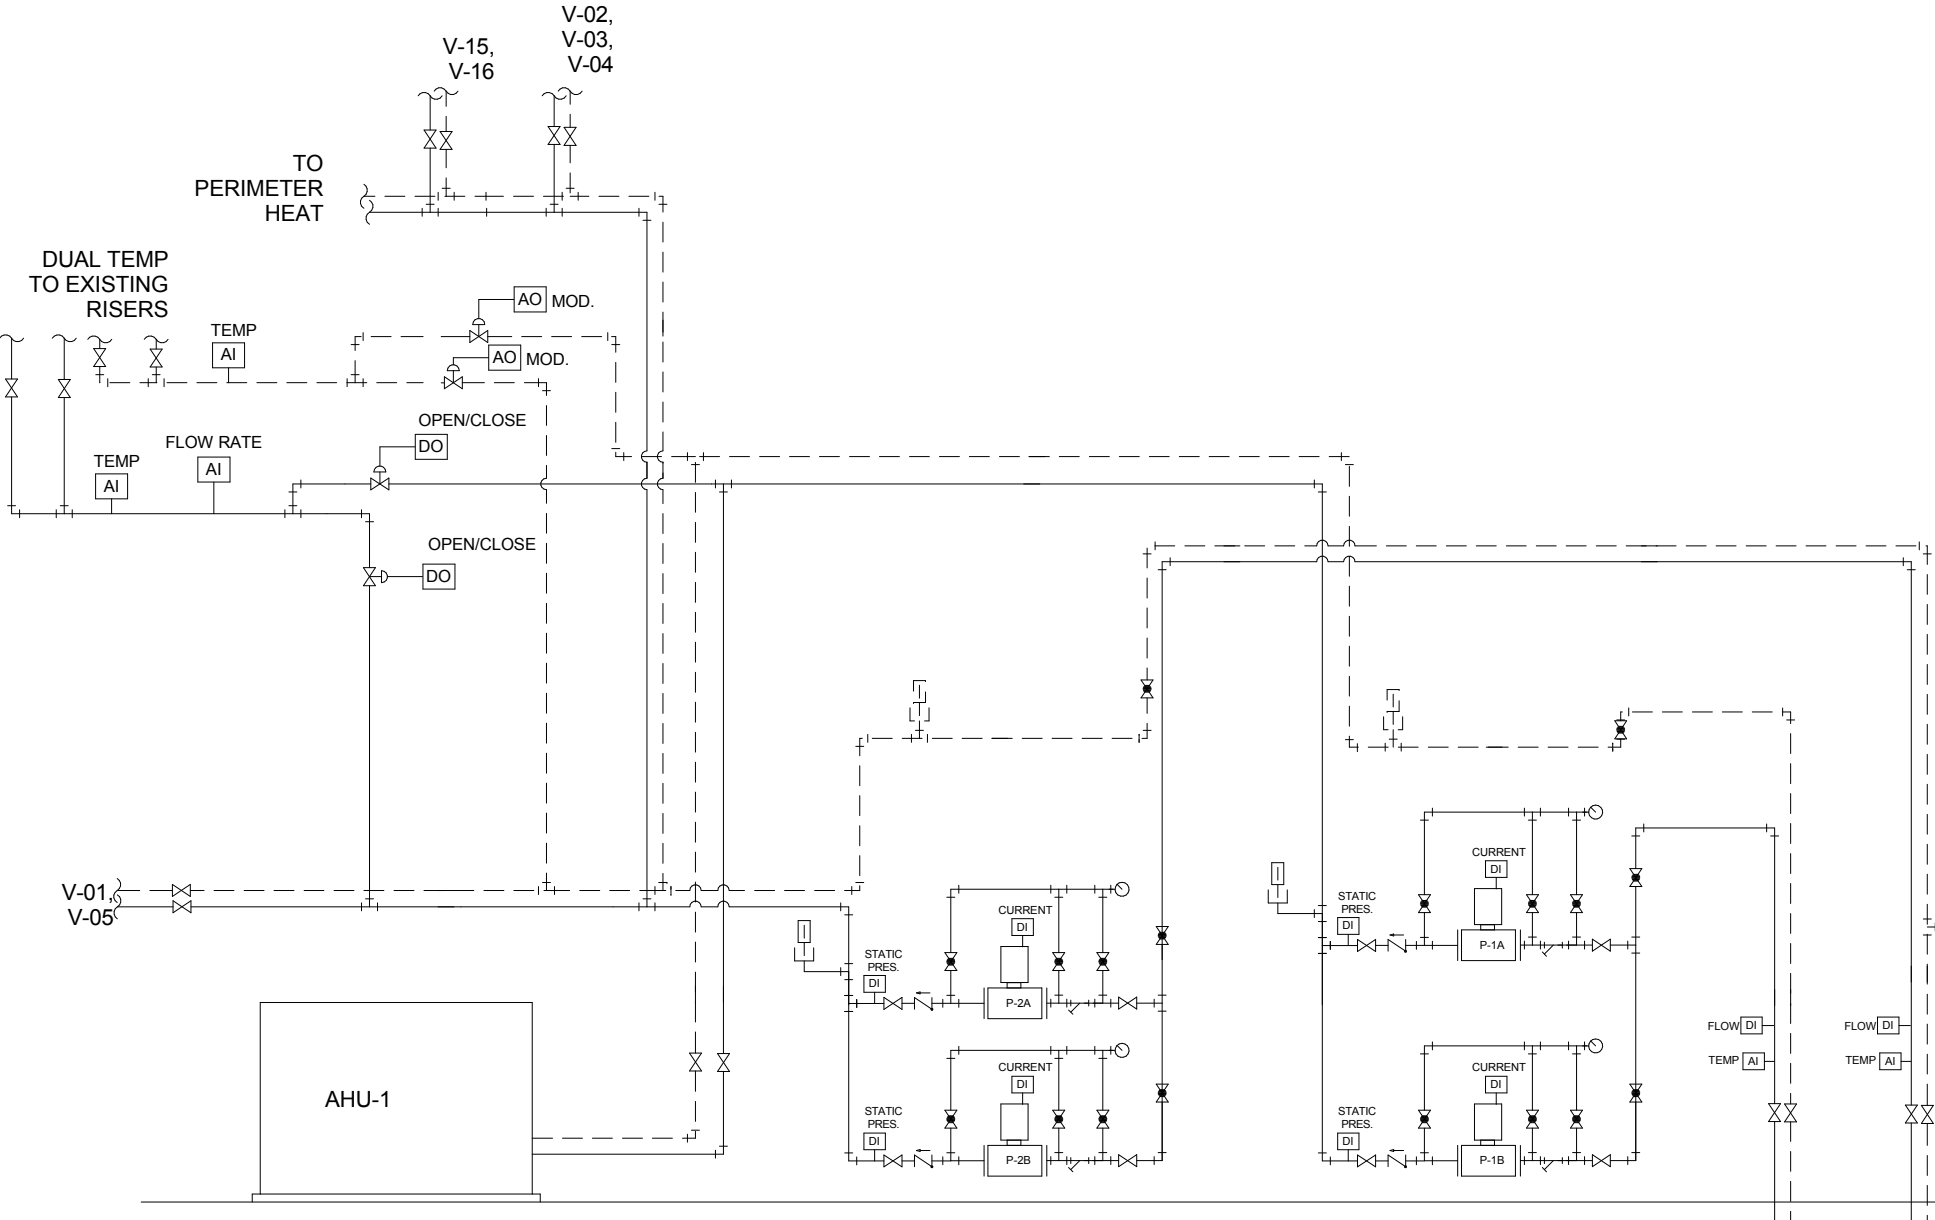 V-02,
V-03,
V-04
V-15,
V-16
TO
PERIMETER
HEAT
DUAL TEMP
TO EXISTING
RISERS
AO MOD.
TEMP
AI
AO MOD.
OPEN/CLOSE
DO
FLOW RATE
AI
TEMP
AI
OPEN/CLOSE
DO
V-01,
V-05
CURRENT
DI
STATIC
PRES.
DI
P-1A
CURRENT
DI
STATIC
PRES.
DI
P-2A
FLOW DI
FLOW DI
TEMP AI
TEMP AI
CURRENT
DI
STATIC
PRES.
DI
P-2B
CURRENT
DI
STATIC
PRES.
DI
P-1B
AHU-1